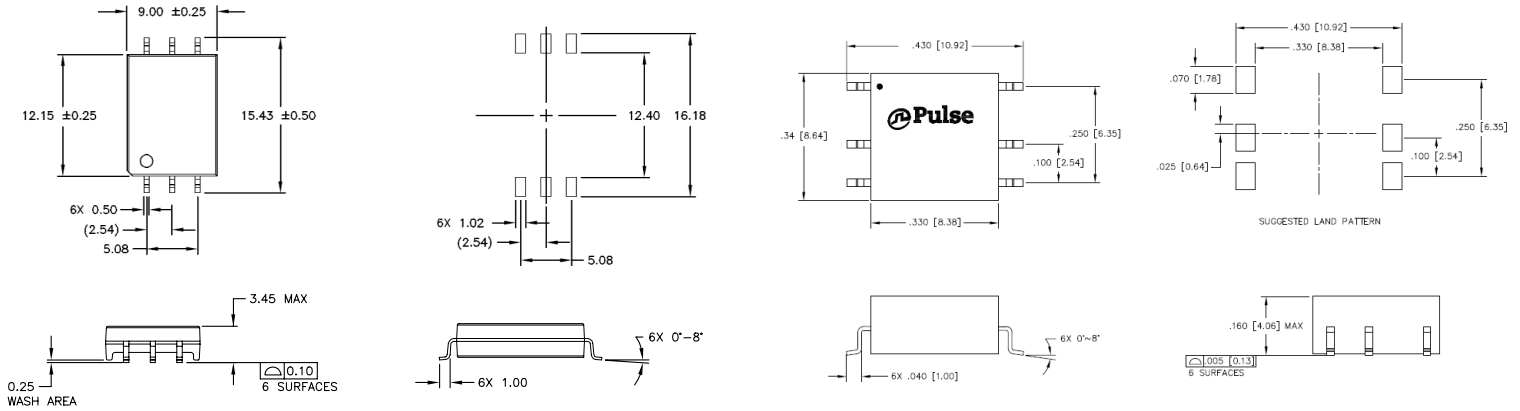 9.00 ±0.25
12.15 ±0.25
15.43 ±0.50
6X 0.50
(2.54)
5.08
12.40
16.18
6X 1.02
(2.54)
5.08
.430 [10.92]
Pulse
.34 [8.64]
.250 [6.35]
.100 [2.54]
.330 [8.38]
.430 [10.92]
.330 [8.38]
.070 [1.78]
.250 [6.35]
.025 [0.64]
.100 [2.54]
SUGGESTED LAND PATTERN
3.45 MAX
0.10
6 SURFACES
0.25
WASH AREA
6X 0°-8°
6X 1.00
6X 0°~8°
6X .040 [1.00]
.160 [4.06] MAX
.005 [0.13]
6 SURFACES